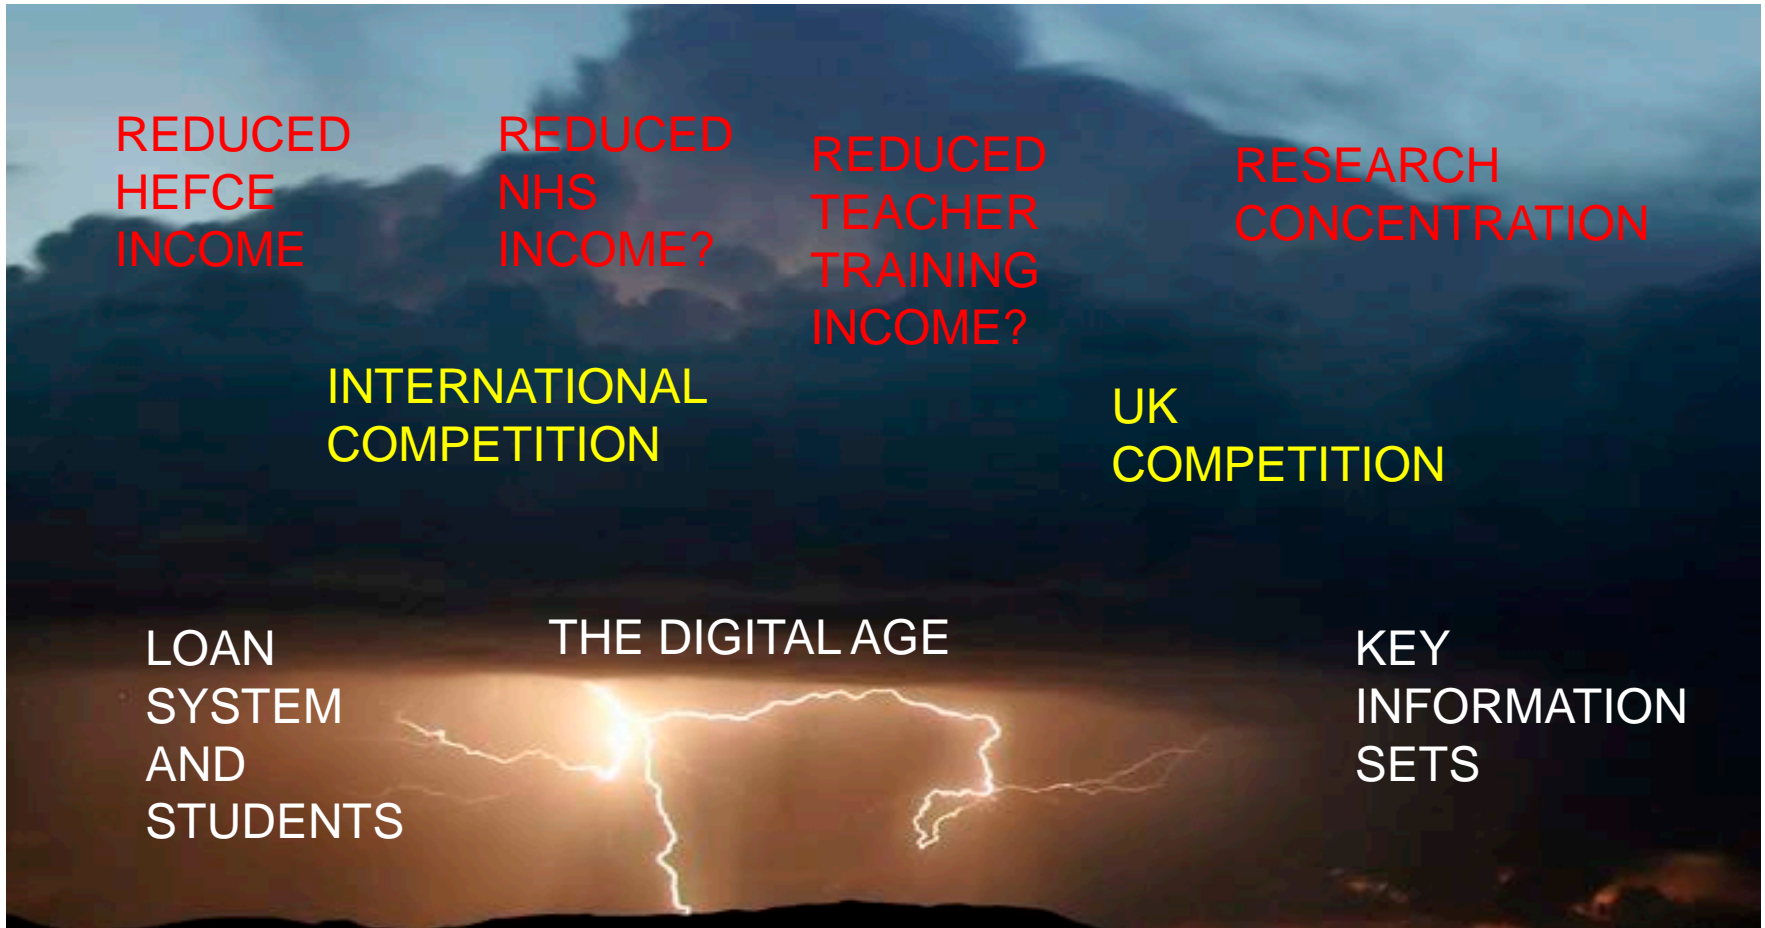 REDUCED
HEFCE
INCOME
REDUCED
NHS
INCOME?
REDUCED
TEACHER
TRAINING
INCOME?
RESEARCH
CONCENTRATION
INTERNATIONAL
COMPETITION
UK
COMPETITION
LOAN
SYSTEM
AND
STUDENTS
THE DIGITAL AGE
KEY
INFORMATION
SETS